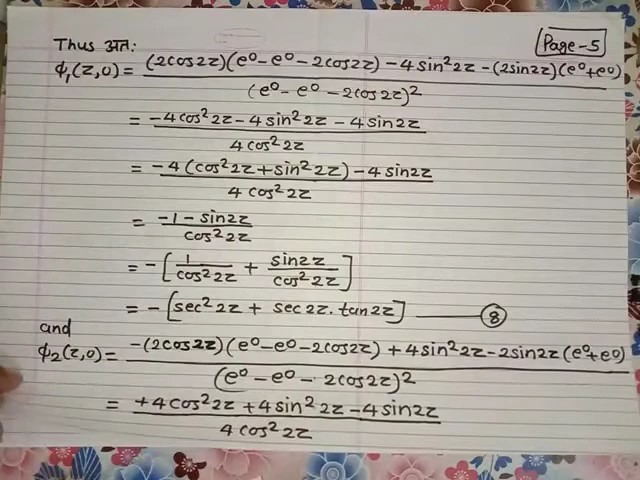 Page-5
Thus अतः
ϕ₁(z,0) = ((2cos2z)(e⁰ - e⁰ - 2cos2z) - 4sin²2z - (2sin2z)(e⁰+e⁰)) / (e⁰ - e⁰ - 2cos2z)²
= (-4cos²2z - 4sin²2z - 4sin2z) / (4cos²2z)
= (-4(cos²2z + sin²2z) - 4sin2z) / (4cos²2z)
= (-1 - sin2z) / (cos²2z)
= -[1/cos²2z + sin2z/cos²2z]
= -[sec²2z + sec2z.tan2z] —— ⑧
and
ϕ₂(z,0) = (-(2cos2z)(e⁰ - e⁰ - 2cos2z) + 4sin²2z - 2sin2z(e⁰+e⁰)) / (e⁰ - e⁰ - 2cos2z)²
= (+4cos²2z + 4sin²2z - 4sin2z) / (4cos²2z)